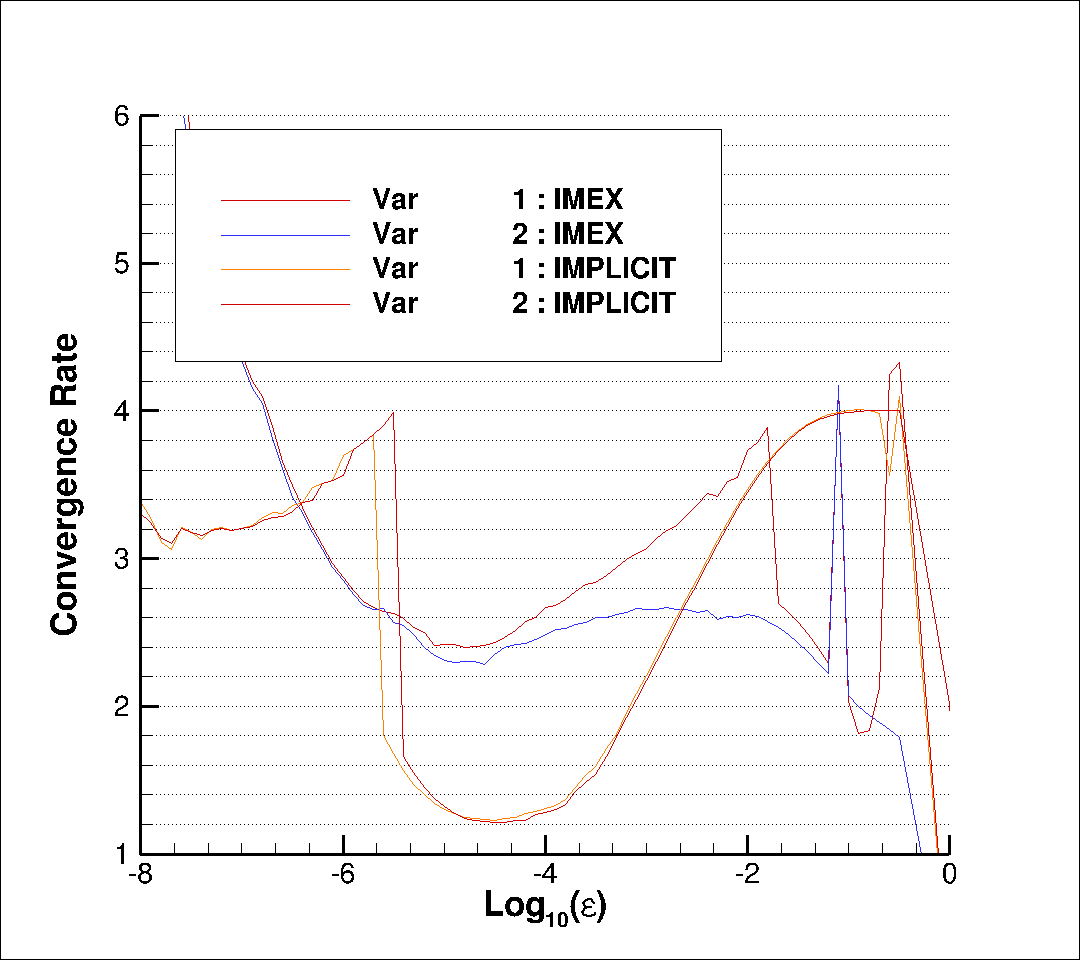 6
5
4
3
2
1
-8 -6 -4 -2 0
Convergence Rate
Log10(ε)
Var 1 : IMEX
Var 2 : IMEX
Var 1 : IMPLICIT
Var 2 : IMPLICIT